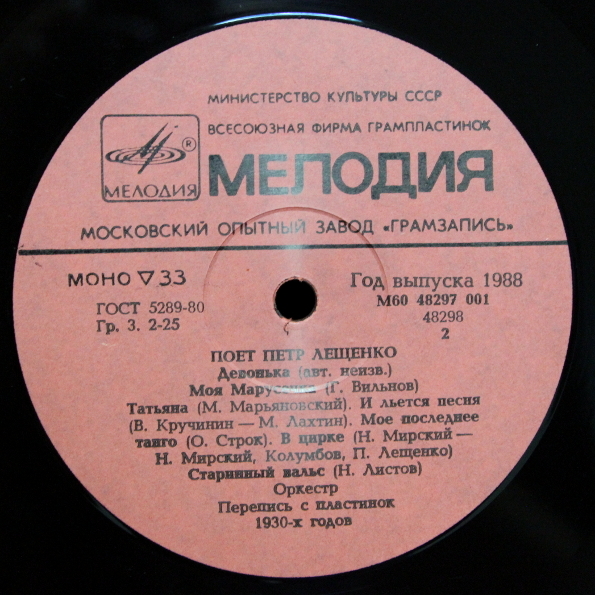 МИНИСТЕРСТВО КУЛЬТУРЫ СССР
ВСЕСОЮЗНАЯ ФИРМА ГРАМПЛАСТИНОК
®
МЕЛОДИЯ
МЕЛОДИЯ
МОСКОВСКИЙ ОПЫТНЫЙ ЗАВОД «ГРАМЗАПИСЬ»
МОНО ▽ 33
Год выпуска 1988
ГОСТ 5289-80
М60 48297 001
Гр. 3. 2-25
48298
2
ПОЕТ ПЕТР ЛЕЩЕНКО
Девонька (авт. неизв.)
Моя Марусечка (Г. Вильнов)
Татьяна (М. Марьяновский). И льется песня
(В. Кручинин — М. Лахтин). Мое последнее
танго (О. Строк). В цирке (Н. Мирский —
Н. Мирский, Колумбов, П. Лещенко)
Старинный вальс (Н. Листов)
Оркестр
Перепись с пластинок
1930-х годов